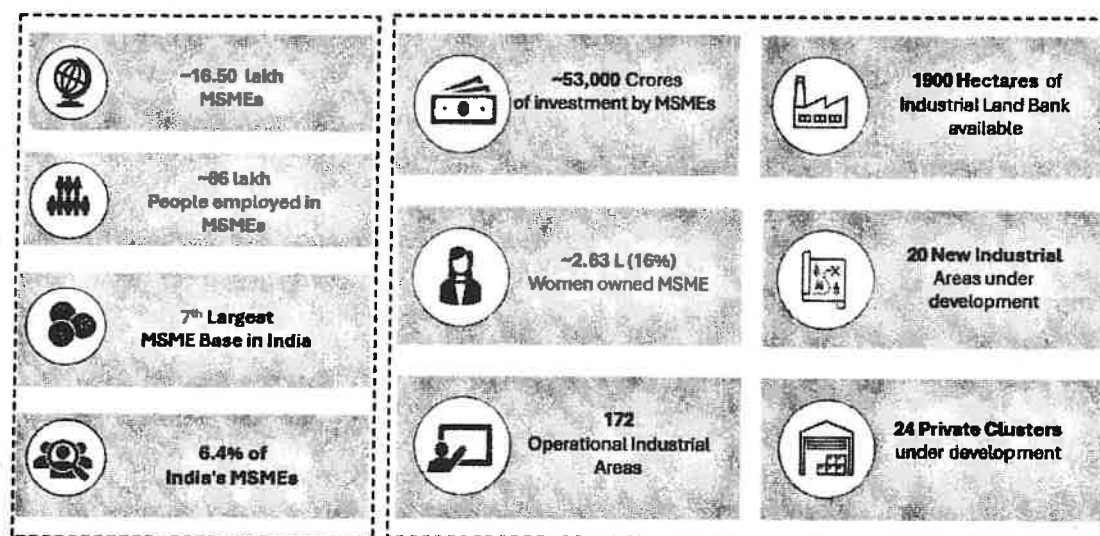 ~16.50 lakh
MSMEs
~66 lakh
People employed in
MSMEs
7th Largest
MSME Base in India
6.4% of
India's MSMEs
~53,000 Crores
of investment by MSMEs
~2.63 L (16%)
Women owned MSME
172
Operational Industrial
Areas
1900 Hectares of
Industrial Land Bank
available
20 New Industrial
Areas under
development
24 Private Clusters
under development